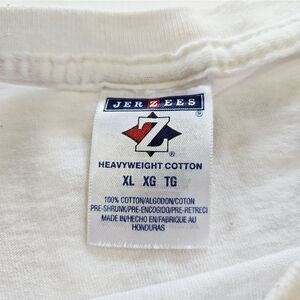 JERZEES
®
Z
®
HEAVYWEIGHT COTTON
XL XG TG
100% COTTON/ALGODON/COTON
PRE-SHRUNK/PRE-ENCOGIDO/PRE-RETRECI
MADE IN/HECHO EN/FABRIQUE AU
HONDURAS